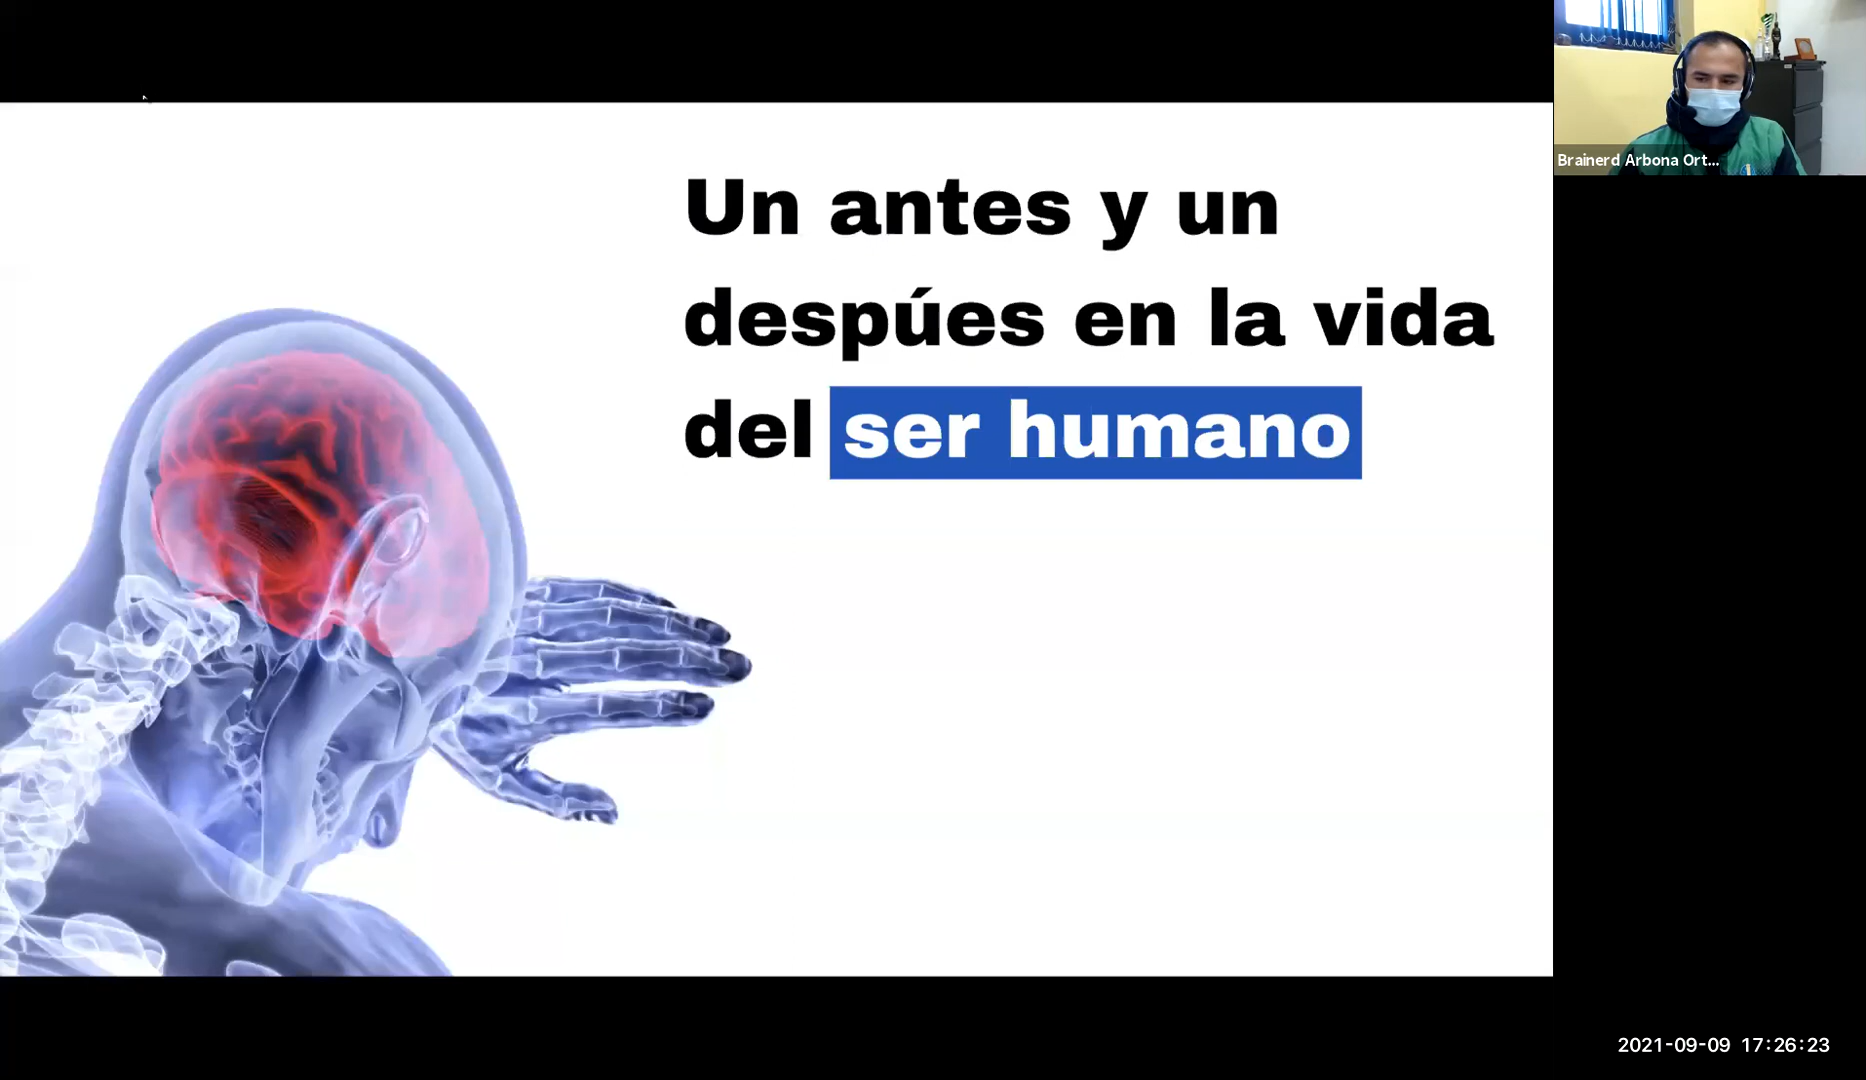 Un antes y un
despúes en la vida
del ser humano
Brainerd Arbona Ort...
2021-09-09 17:26:23